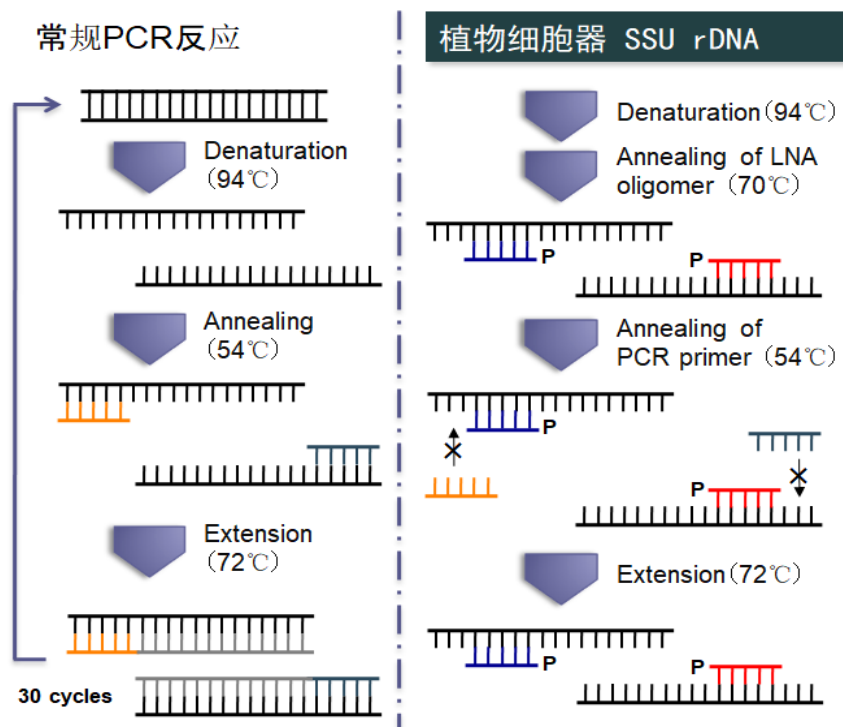 常规PCR反应
Denaturation
(94℃)
Annealing
(54℃)
Extension
(72℃)
30 cycles
植物细胞器 SSU rDNA
Denaturation(94℃)
Annealing of LNA
oligomer (70℃)
P
P
Annealing of
PCR primer (54℃)
P
P
Extension(72℃)
P
P